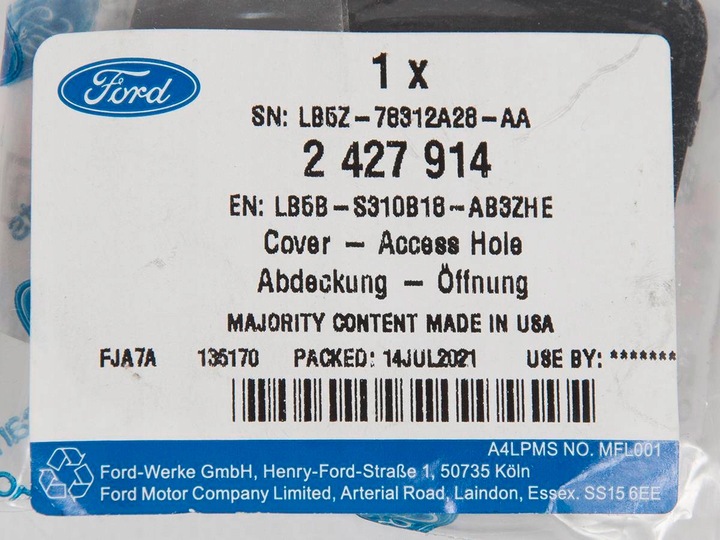 Ford
1 x
SN: LB5Z-78312A28-AA
2 427 914
EN: LB5B-S310B18-AB3ZHE
Cover - Access Hole
Abdeckung - Öffnung
MAJORITY CONTENT MADE IN USA
FJA7A 135170 PACKED: 14JUL2021 USE BY: *******
A4LPMS NO. MFL001
Ford-Werke GmbH, Henry-Ford-Straße 1, 50735 Köln
Ford Motor Company Limited, Arterial Road, Laindon, Essex. SS15 6EE